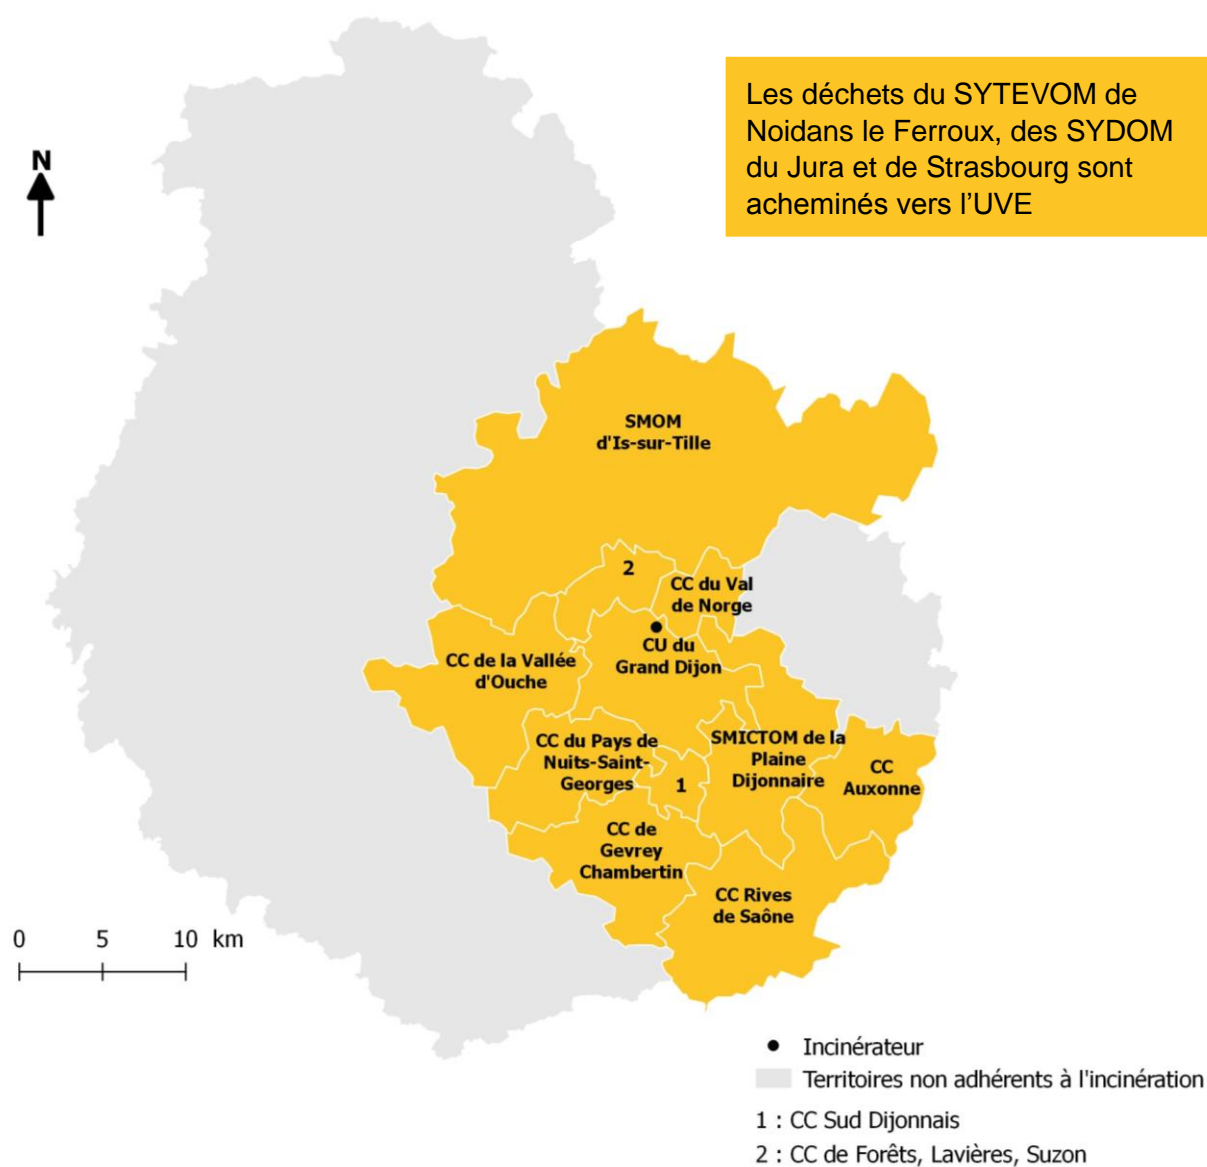 Les déchets du SYTEVOM de
Noidans le Ferroux, des SYDOM
du Jura et de Strasbourg sont
acheminés vers l'UVE
N
SMOM
d'Is-sur-Tille
2
CC du Val
de Norge
CU du
Grand Dijon
CC de la Vallée
d'Ouche
CC du Pays de
Nuits-Saint-
Georges
1
SMICTOM de la
Plaine
Dijonnaire
CC
Auxonne
CC de
Gevrey
Chambertin
CC Rives
de Saône
0 5 10 km
Incinérateur
Territoires non adhérents à l'incinération
1 : CC Sud Dijonnais
2 : CC de Forêts, Lavières, Suzon